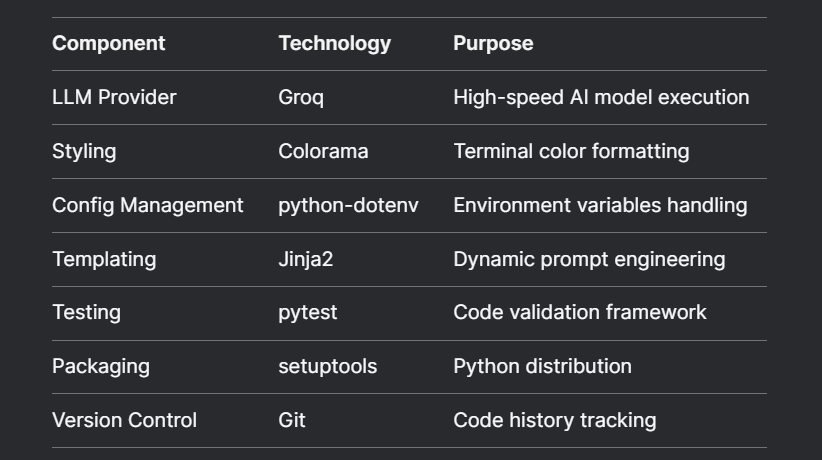 Component Technology Purpose
LLM Provider Groq High-speed AI model execution
Styling Colorama Terminal color formatting
Config Management python-dotenv Environment variables handling
Templating Jinja2 Dynamic prompt engineering
Testing pytest Code validation framework
Packaging setuptools Python distribution
Version Control Git Code history tracking